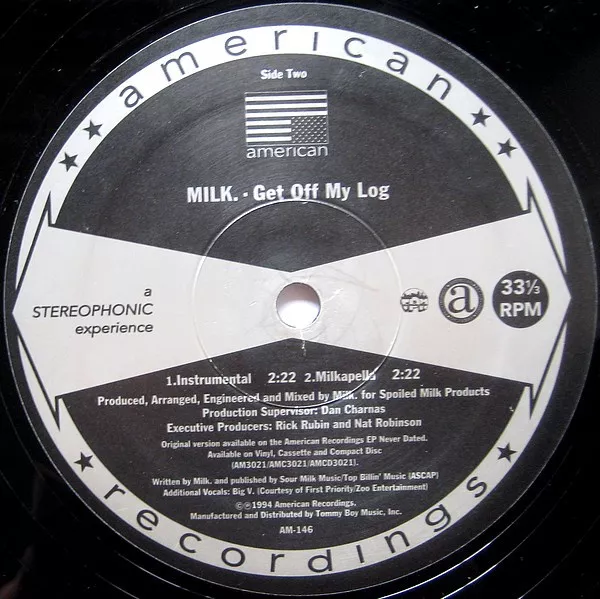 american
Side Two
american
MILK. · Get Off My Log
a
STEREOPHONIC
experience
a
33⅓
RPM
1.Instrumental 2:22 2.Milkapella 2:22
Produced, Arranged, Engineered and Mixed by Milk. for Spoiled Milk Products
Production Supervisor: Dan Charnas
Executive Producers: Rick Rubin and Nat Robinson
Original version available on the American Recordings EP Never Dated.
Available on Vinyl, Cassette and Compact Disc
(AM3021/AMC3021/AMCD3021).
Written by Milk. and published by Sour Milk Music/Top Billin' Music (ASCAP)
Additional Vocals: Big V. (Courtesy of First Priority/Zoo Entertainment)
©℗1994 American Recordings.
Manufactured and Distributed by Tommy Boy Music, Inc.
AM-146
recordings